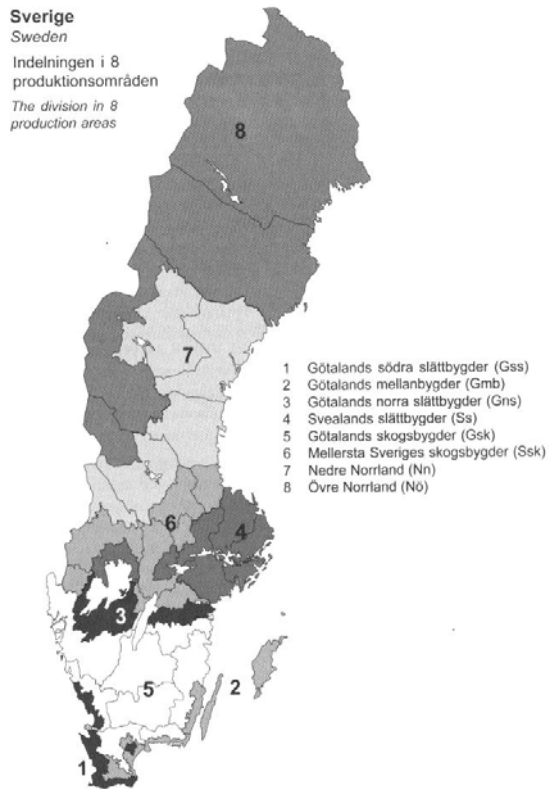 Sverige
Sweden
Indelningen i 8
produktionsområden
The division in 8
production areas
8
7
1 Götalands södra slättbygder (Gss)
2 Götalands mellanbygder (Gmb)
3 Götalands norra slättbygder (Gns)
4 Svealands slättbygder (Ss)
5 Götalands skogsbygder (Gsk)
6 Mellersta Sveriges skogsbygder (Ssk)
7 Nedre Norrland (Nn)
8 Övre Norrland (Nö)
6
4
3
5
2
1